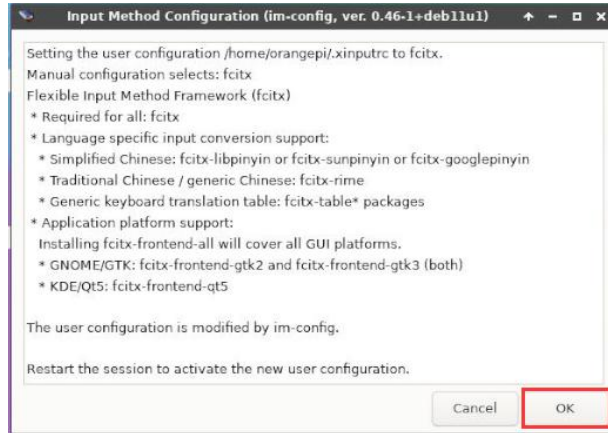 Input Method Configuration (im-config, ver. 0.46-1+deb11u1)
Setting the user configuration /home/orangepi/.xinputrc to fcitx.
Manual configuration selects: fcitx
Flexible Input Method Framework (fcitx)
* Required for all: fcitx
* Language specific input conversion support:
* Simplified Chinese: fcitx-libpinyin or fcitx-sunpinyin or fcitx-googlepinyin
* Traditional Chinese / generic Chinese: fcitx-rime
* Generic keyboard translation table: fcitx-table* packages
* Application platform support:
Installing fcitx-frontend-all will cover all GUI platforms.
* GNOME/GTK: fcitx-frontend-gtk2 and fcitx-frontend-gtk3 (both)
* KDE/Qt5: fcitx-frontend-qt5
The user configuration is modified by im-config.
Restart the session to activate the new user configuration.
Cancel OK